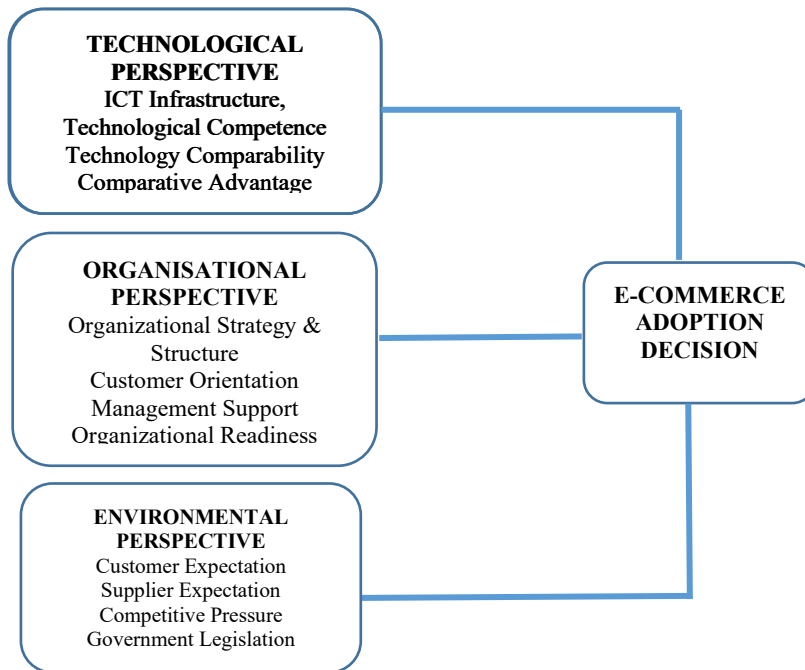 TECHNOLOGICAL
PERSPECTIVE
ICT Infrastructure,
Technological Competence
Technology Comparability
Comparative Advantage
ORGANISATIONAL
PERSPECTIVE
Organizational Strategy &
Structure
Customer Orientation
Management Support
Organizational Readiness
ENVIRONMENTAL
PERSPECTIVE
Customer Expectation
Supplier Expectation
Competitive Pressure
Government Legislation
E-COMMERCE
ADOPTION
DECISION